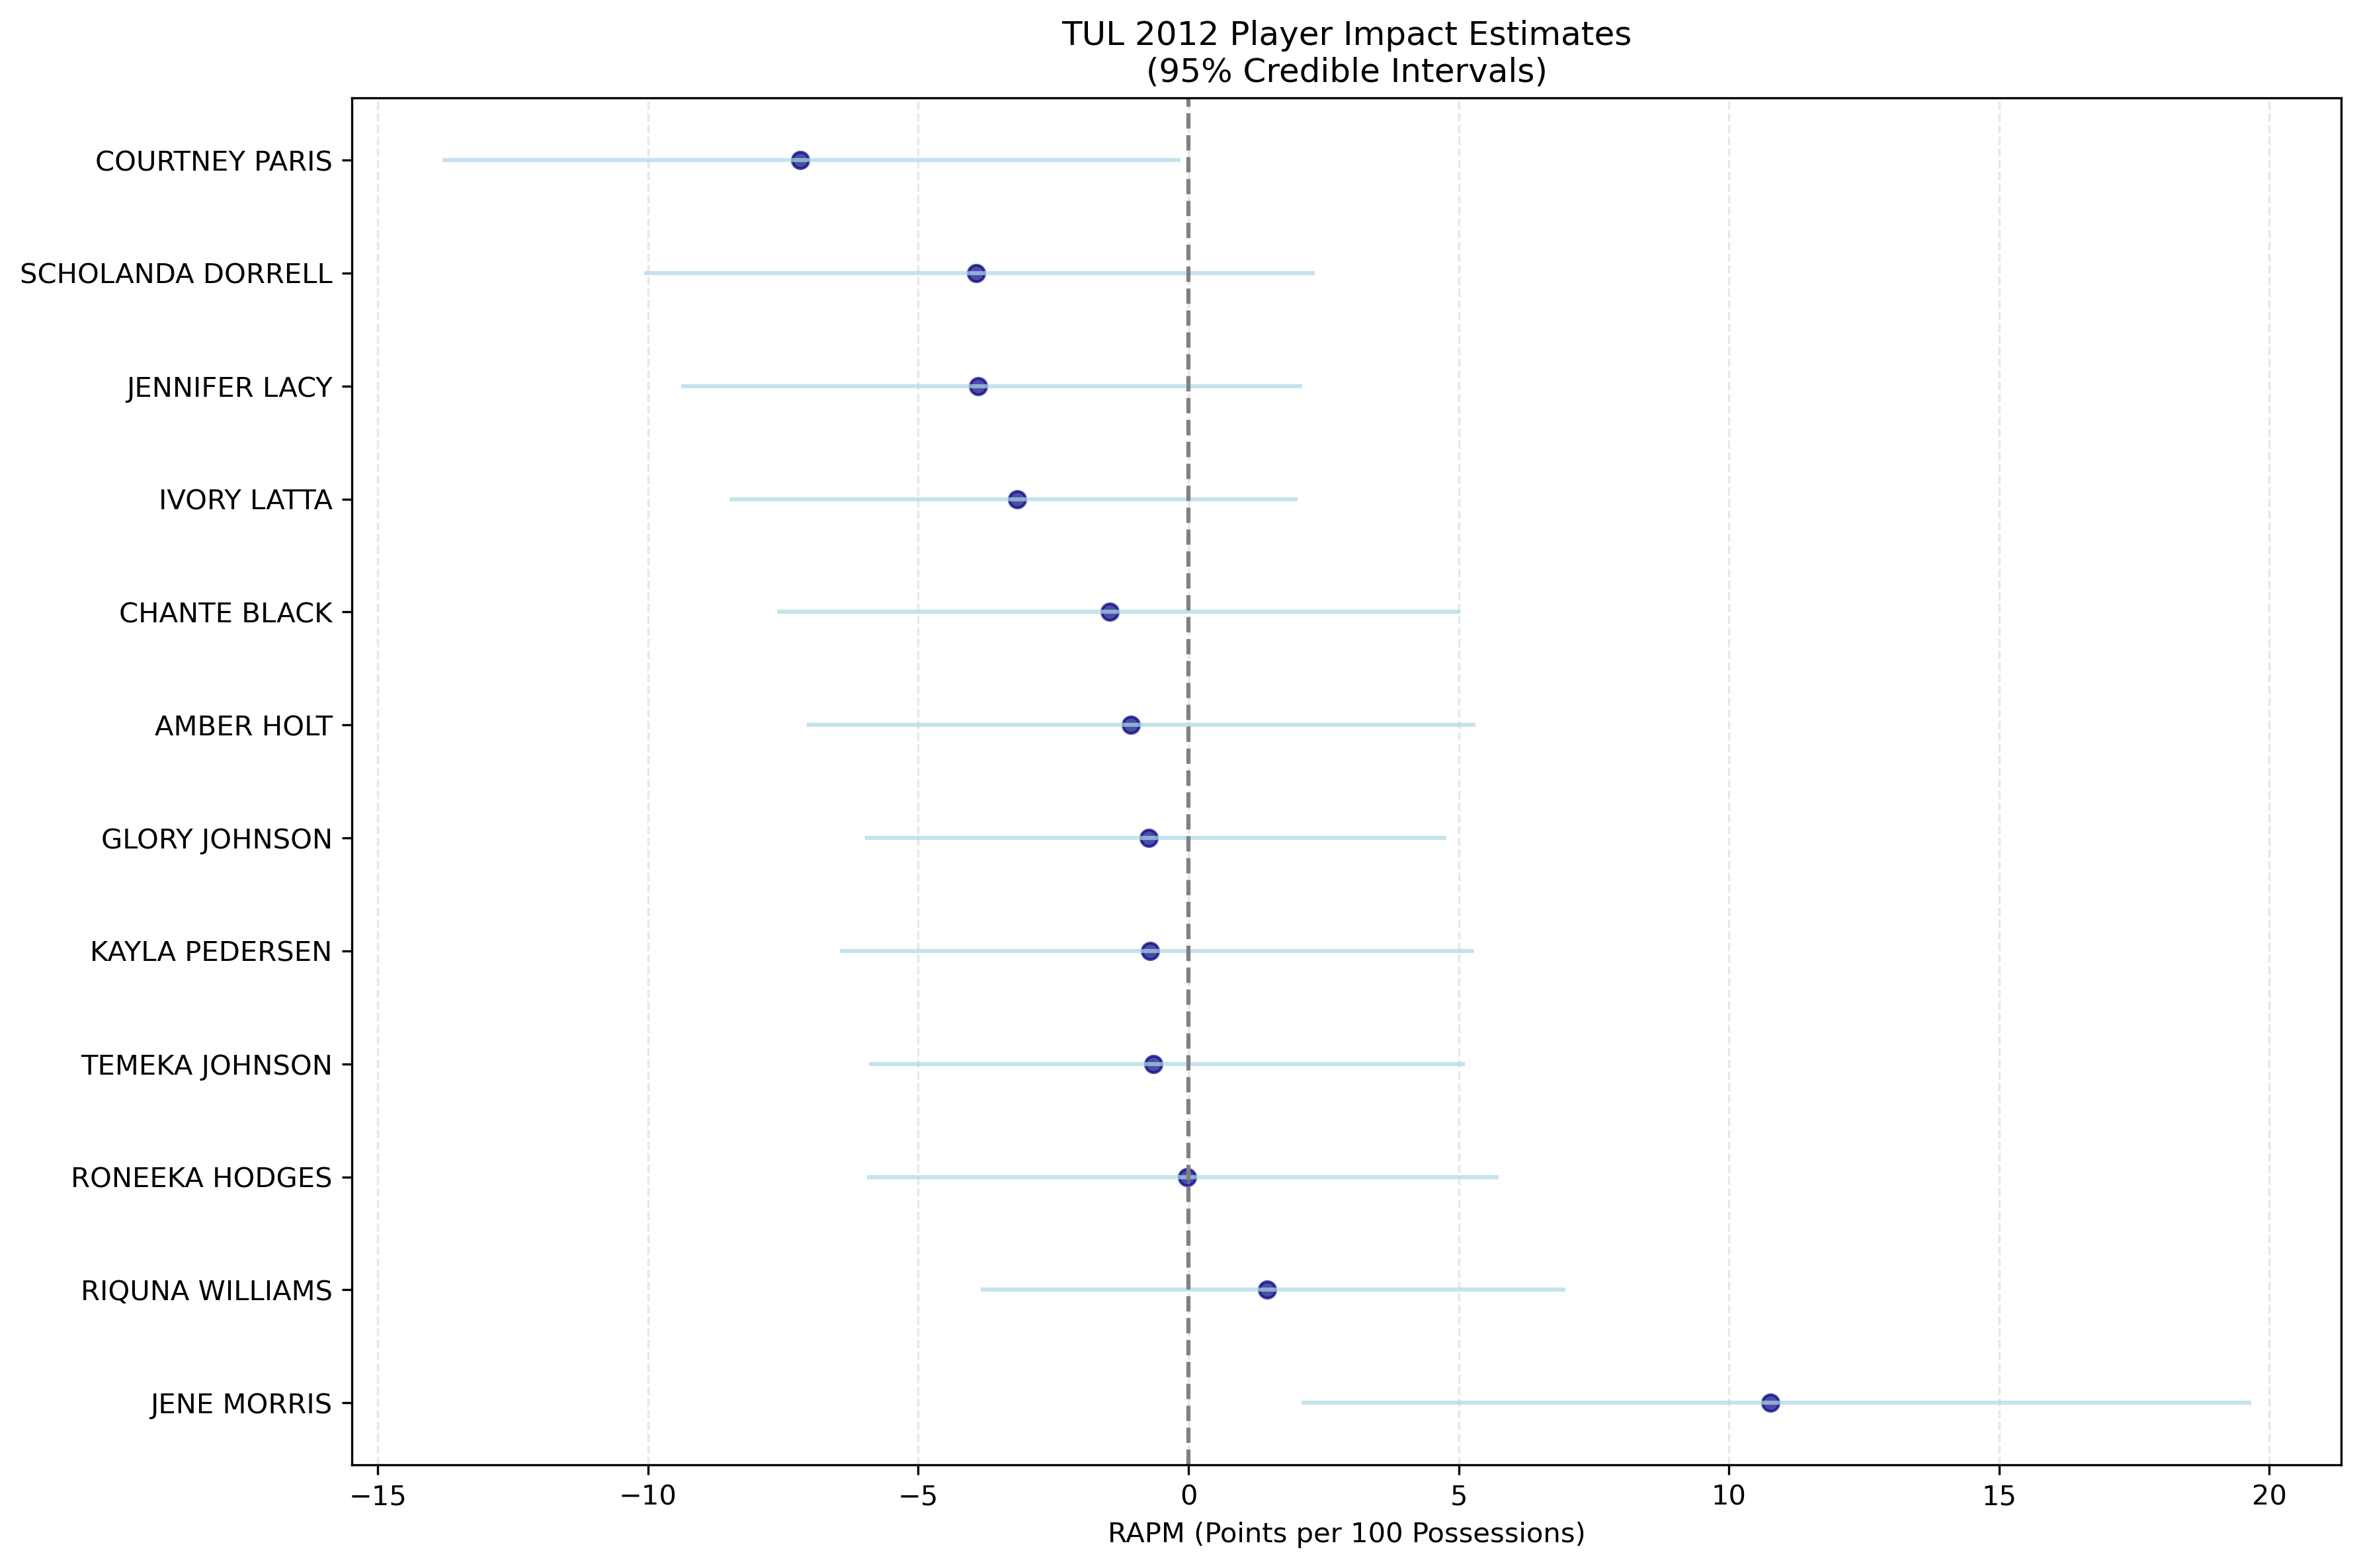 TUL 2012 Player Impact Estimates
(95% Credible Intervals)
COURTNEY PARIS
SCHOLANDA DORRELL
JENNIFER LACY
IVORY LATTA
CHANTE BLACK
AMBER HOLT
GLORY JOHNSON
KAYLA PEDERSEN
TEMEKA JOHNSON
RONEEKA HODGES
RIQUNA WILLIAMS
JENE MORRIS
−15 −10 −5 0 5 10 15 20
RAPM (Points per 100 Possessions)